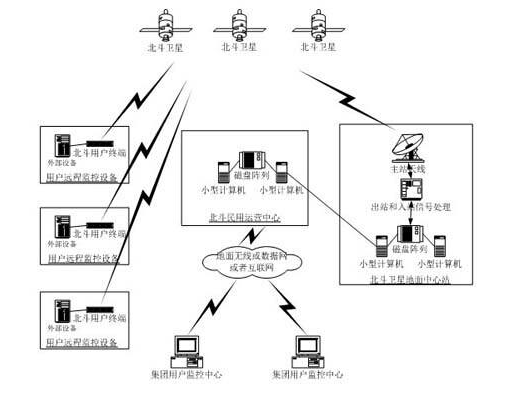 北斗卫星
北斗卫星
北斗卫星
北斗用户终端
外部设备
用户远程监控设备
北斗用户终端
外部设备
用户远程监控设备
北斗用户终端
外部设备
用户远程监控设备
磁盘阵列
小型计算机
小型计算机
北斗民用运营中心
主站天线
出站和入站信号处理
磁盘阵列
小型计算机
小型计算机
北斗卫星地面中心站
地面无线或数据网
或者互联网
集团用户监控中心
集团用户监控中心